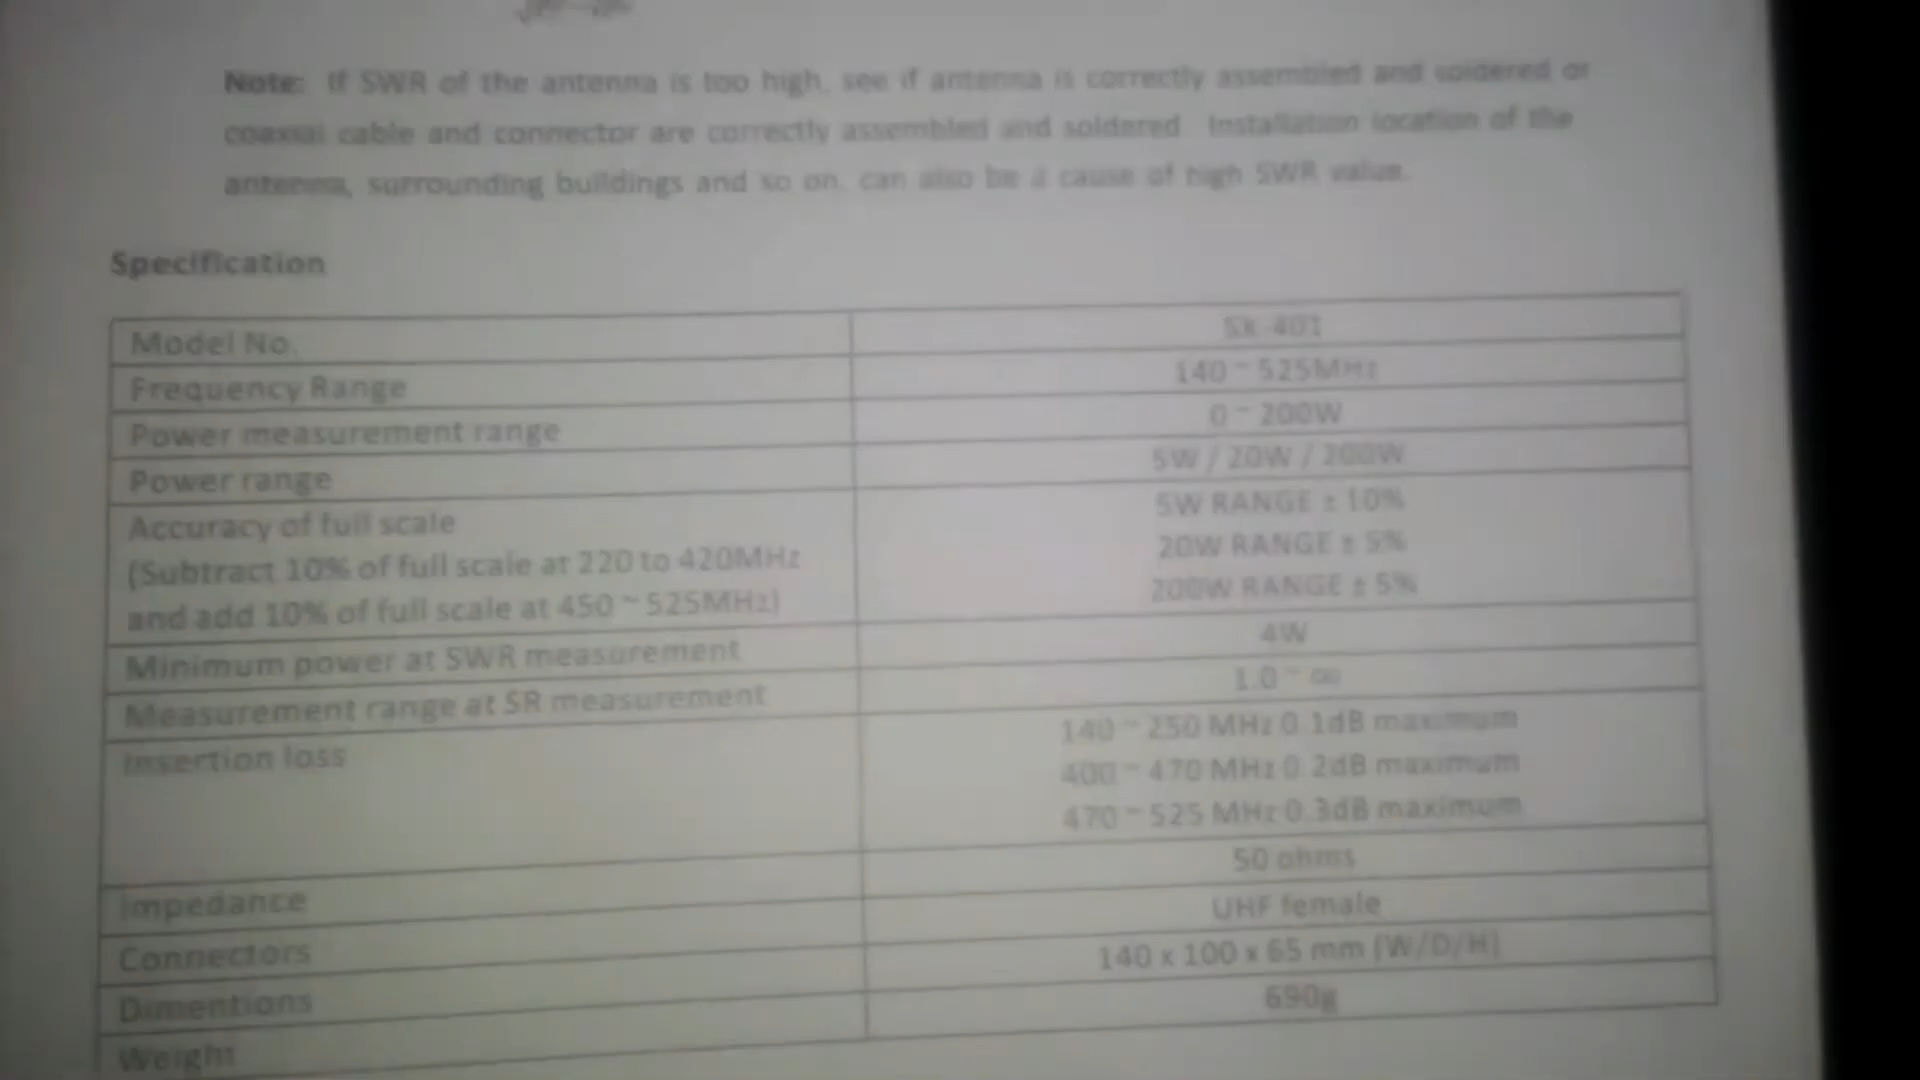 Note: If SWR of the antenna is too high, see if antenna is correctly assembled and soldered or
coaxial cable and connector are correctly assembled and soldered. Installation location of the
antenna, surrounding buildings and so on, can also be a cause of high SWR value.
Specification
Model No. SX-401
Frequency Range 140 ~ 525MHz
Power measurement range 0 ~ 200W
Power range 5W / 20W / 200W
Accuracy of full scale 5W RANGE ± 10%
(Subtract 10% of full scale at 220 to 420MHz 20W RANGE ± 5%
and add 10% of full scale at 450 ~ 525MHz) 200W RANGE ± 5%
Minimum power at SWR measurement 4W
Measurement range at SR measurement 1.0 ~ ∞
Insertion loss 140 ~ 250 MHz 0.1dB maximum
400 ~ 470 MHz 0.2dB maximum
470 ~ 525 MHz 0.3dB maximum
Impedance 50 ohms
Connectors UHF female
Dimentions 140 x 100 x 65 mm (W/D/H)
Weight 690g